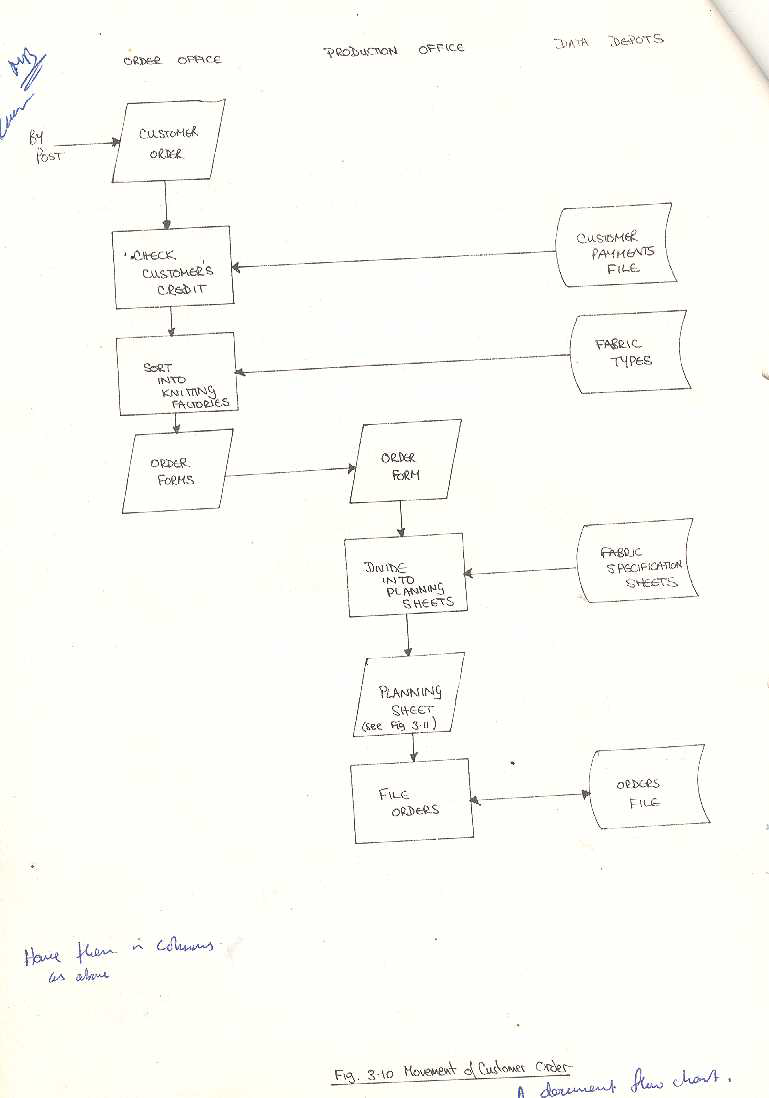 ORDER OFFICE
PRODUCTION OFFICE
DATA DEPOTS
NB
BY
POST
CUSTOMER
ORDER
CHECK
CUSTOMER'S
CREDIT
CUSTOMER
PAYMENTS
FILE
SORT
INTO
KNITTING
FACTORIES
FABRIC
TYPES
ORDER
FORMS
ORDER
FORM
DIVIDE
INTO
PLANNING
SHEETS
FABRIC
SPECIFICATION
SHEETS
PLANNING
SHEET
(see Fig 3.11)
FILE
ORDERS
ORDERS
FILE
Have them in columns
as above
Fig. 3.10 Movement of Customer Order
A document flow chart.